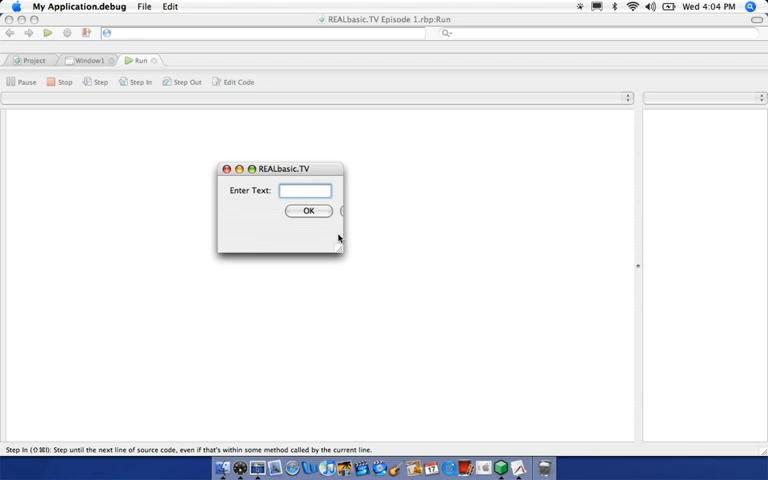 My Application.debug File Edit Wed 4:04 PM
REALbasic.TV Episode 1.rbp:Run
Project Window1 Run
Pause Stop Step Step In Step Out Edit Code
REALbasic.TV
Enter Text:
OK
Step In (⇧⌘I): Step until the next line of source code, even if that's within some method called by the current line.